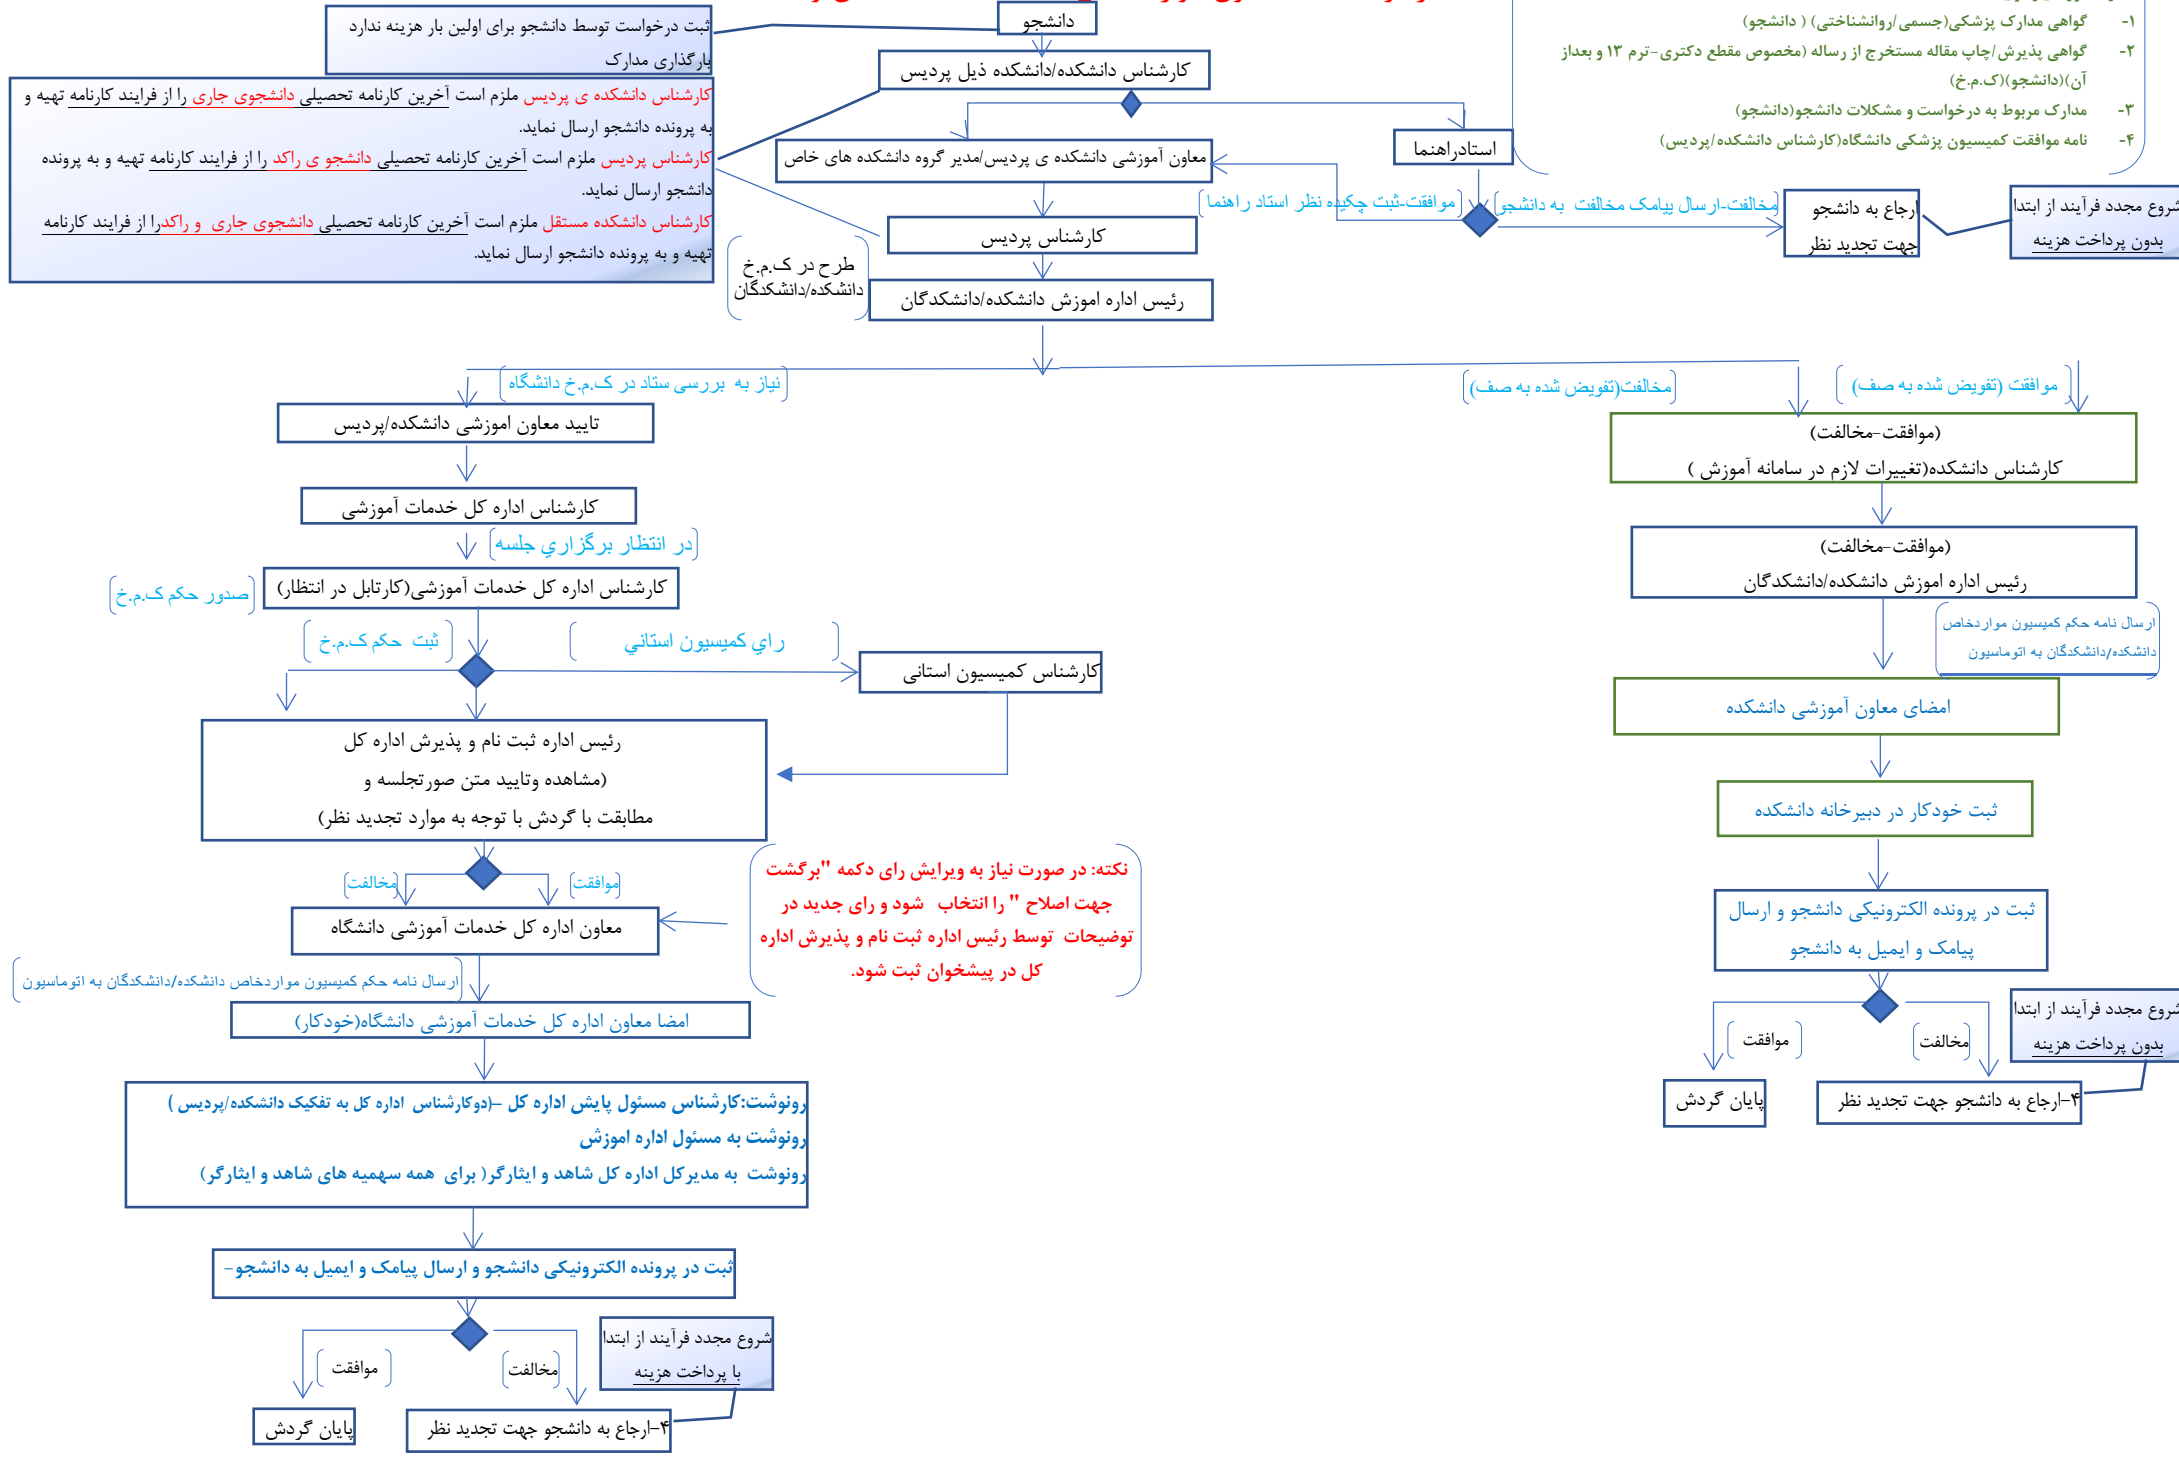 دانشجو
ثبت درخواست توسط دانشجو برای اولین بار هزینه ندارد
بارگذاری مدارک
۱- گواهی مدارک پزشکی(جسمی/روانشناختی) ( دانشجو)
۲- گواهی پذیرش/چاپ مقاله مستخرج از رساله (مخصوص مقطع دکتری-ترم ۱۳ و بعداز
آن)(دانشجو)(ک.م.خ)
۳- مدارک مربوط به درخواست و مشکلات دانشجو(دانشجو)
۴- نامه موافقت کمیسیون پزشکی دانشگاه(کارشناس دانشکده/پردیس)
کارشناس دانشکده/دانشکده ذیل پردیس
کارشناس دانشکده ی پردیس ملزم است آخرین کارنامه تحصیلی دانشجوی جاری را از فرایند کارنامه تهیه و
به پرونده دانشجو ارسال نماید.
کارشناس پردیس ملزم است آخرین کارنامه تحصیلی دانشجو ی راکد را از فرایند کارنامه تهیه و به پرونده
دانشجو ارسال نماید.
کارشناس دانشکده مستقل ملزم است آخرین کارنامه تحصیلی دانشجوی جاری و راکدرا از فرایند کارنامه
تهیه و به پرونده دانشجو ارسال نماید.
استادراهنما
معاون آموزشی دانشکده ی پردیس/مدیر گروه دانشکده های خاص
موافقت-ثبت چکیده نظر استاد راهنما
مخالفت-ارسال پیامک مخالفت به دانشجو
ارجاع به دانشجو
جهت تجدید نظر
شروع مجدد فرآیند از ابتدا
بدون پرداخت هزینه
کارشناس پردیس
طرح در ک.م.خ
دانشکده/دانشکدگان
رئیس اداره اموزش دانشکده/دانشکدگان
نیاز به بررسی ستاد در ک.م.خ دانشگاه
مخالفت(تفویض شده به صف)
موافقت (تفویض شده به صف)
تایید معاون اموزشی دانشکده/پردیس
(موافقت-مخالفت)
کارشناس دانشکده(تغییرات لازم در سامانه آموزش )
کارشناس اداره کل خدمات آموزشی
در انتظار برگزاري جلسه
(موافقت-مخالفت)
رئیس اداره اموزش دانشکده/دانشکدگان
کارشناس اداره کل خدمات آموزشی(کارتابل در انتظار)
صدور حکم ک.م.خ
ارسال نامه حکم کمیسیون مواردخاص
دانشکده/دانشکدگان به اتوماسیون
ثبت حکم ک.م.خ
راي کمیسیون استاني
کارشناس کمیسیون استانی
امضای معاون آموزشی دانشکده
رئیس اداره ثبت نام و پذیرش اداره کل
(مشاهده وتایید متن صورتجلسه و
مطابقت با گردش با توجه به موارد تجدید نظر)
ثبت خودکار در دبیرخانه دانشکده
مخالفت
موافقت
نکته: در صورت نیاز به ویرایش رای دکمه "برگشت
جهت اصلاح " را انتخاب شود و رای جدید در
توضیحات توسط رئیس اداره ثبت نام و پذیرش اداره
کل در پیشخوان ثبت شود.
معاون اداره کل خدمات آموزشی دانشگاه
ثبت در پرونده الکترونیکی دانشجو و ارسال
پیامک و ایمیل به دانشجو
ارسال نامه حکم کمیسیون مواردخاص دانشکده/دانشکدگان به اتوماسیون
امضا معاون اداره کل خدمات آموزشی دانشگاه(خودکار)
موافقت
مخالفت
شروع مجدد فرآیند از ابتدا
بدون پرداخت هزینه
پایان گردش
۴-ارجاع به دانشجو جهت تجدید نظر
رونوشت:کارشناس مسئول پایش اداره کل –(دوکارشناس اداره کل به تفکیک دانشکده/پردیس )
رونوشت به مسئول اداره اموزش
رونوشت به مدیرکل اداره کل شاهد و ایثارگر( برای همه سهمیه های شاهد و ایثارگر)
ثبت در پرونده الکترونیکی دانشجو و ارسال پیامک و ایمیل به دانشجو-
موافقت
مخالفت
شروع مجدد فرآیند از ابتدا
با پرداخت هزینه
پایان گردش
۴-ارجاع به دانشجو جهت تجدید نظر